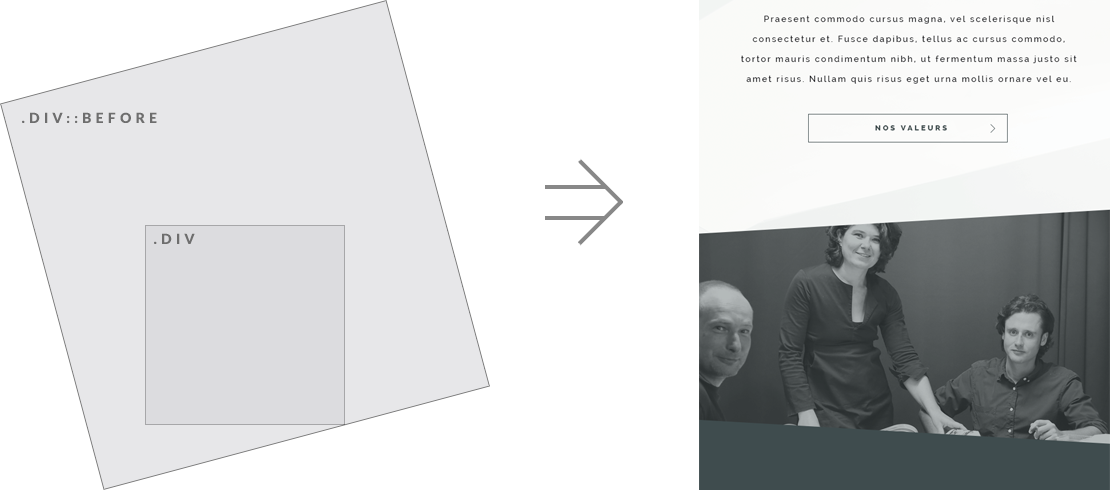 .DIV::BEFORE
.DIV
Praesent commodo cursus magna, vel scelerisque nisl
consectetur et. Fusce dapibus, tellus ac cursus commodo,
tortor mauris condimentum nibh, ut fermentum massa justo sit
amet risus. Nullam quis risus eget urna mollis ornare vel eu.
NOS VALEURS